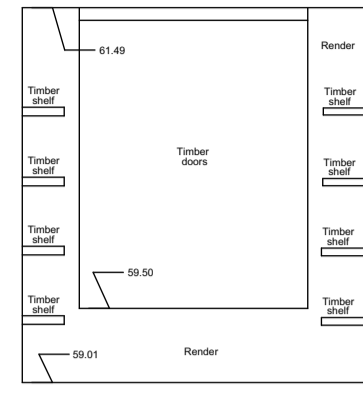 61.49
Render
Timber
shelf
Timber
shelf
Timber
doors
Timber
shelf
Timber
shelf
Timber
shelf
Timber
shelf
59.50
Timber
shelf
Timber
shelf
59.01
Render